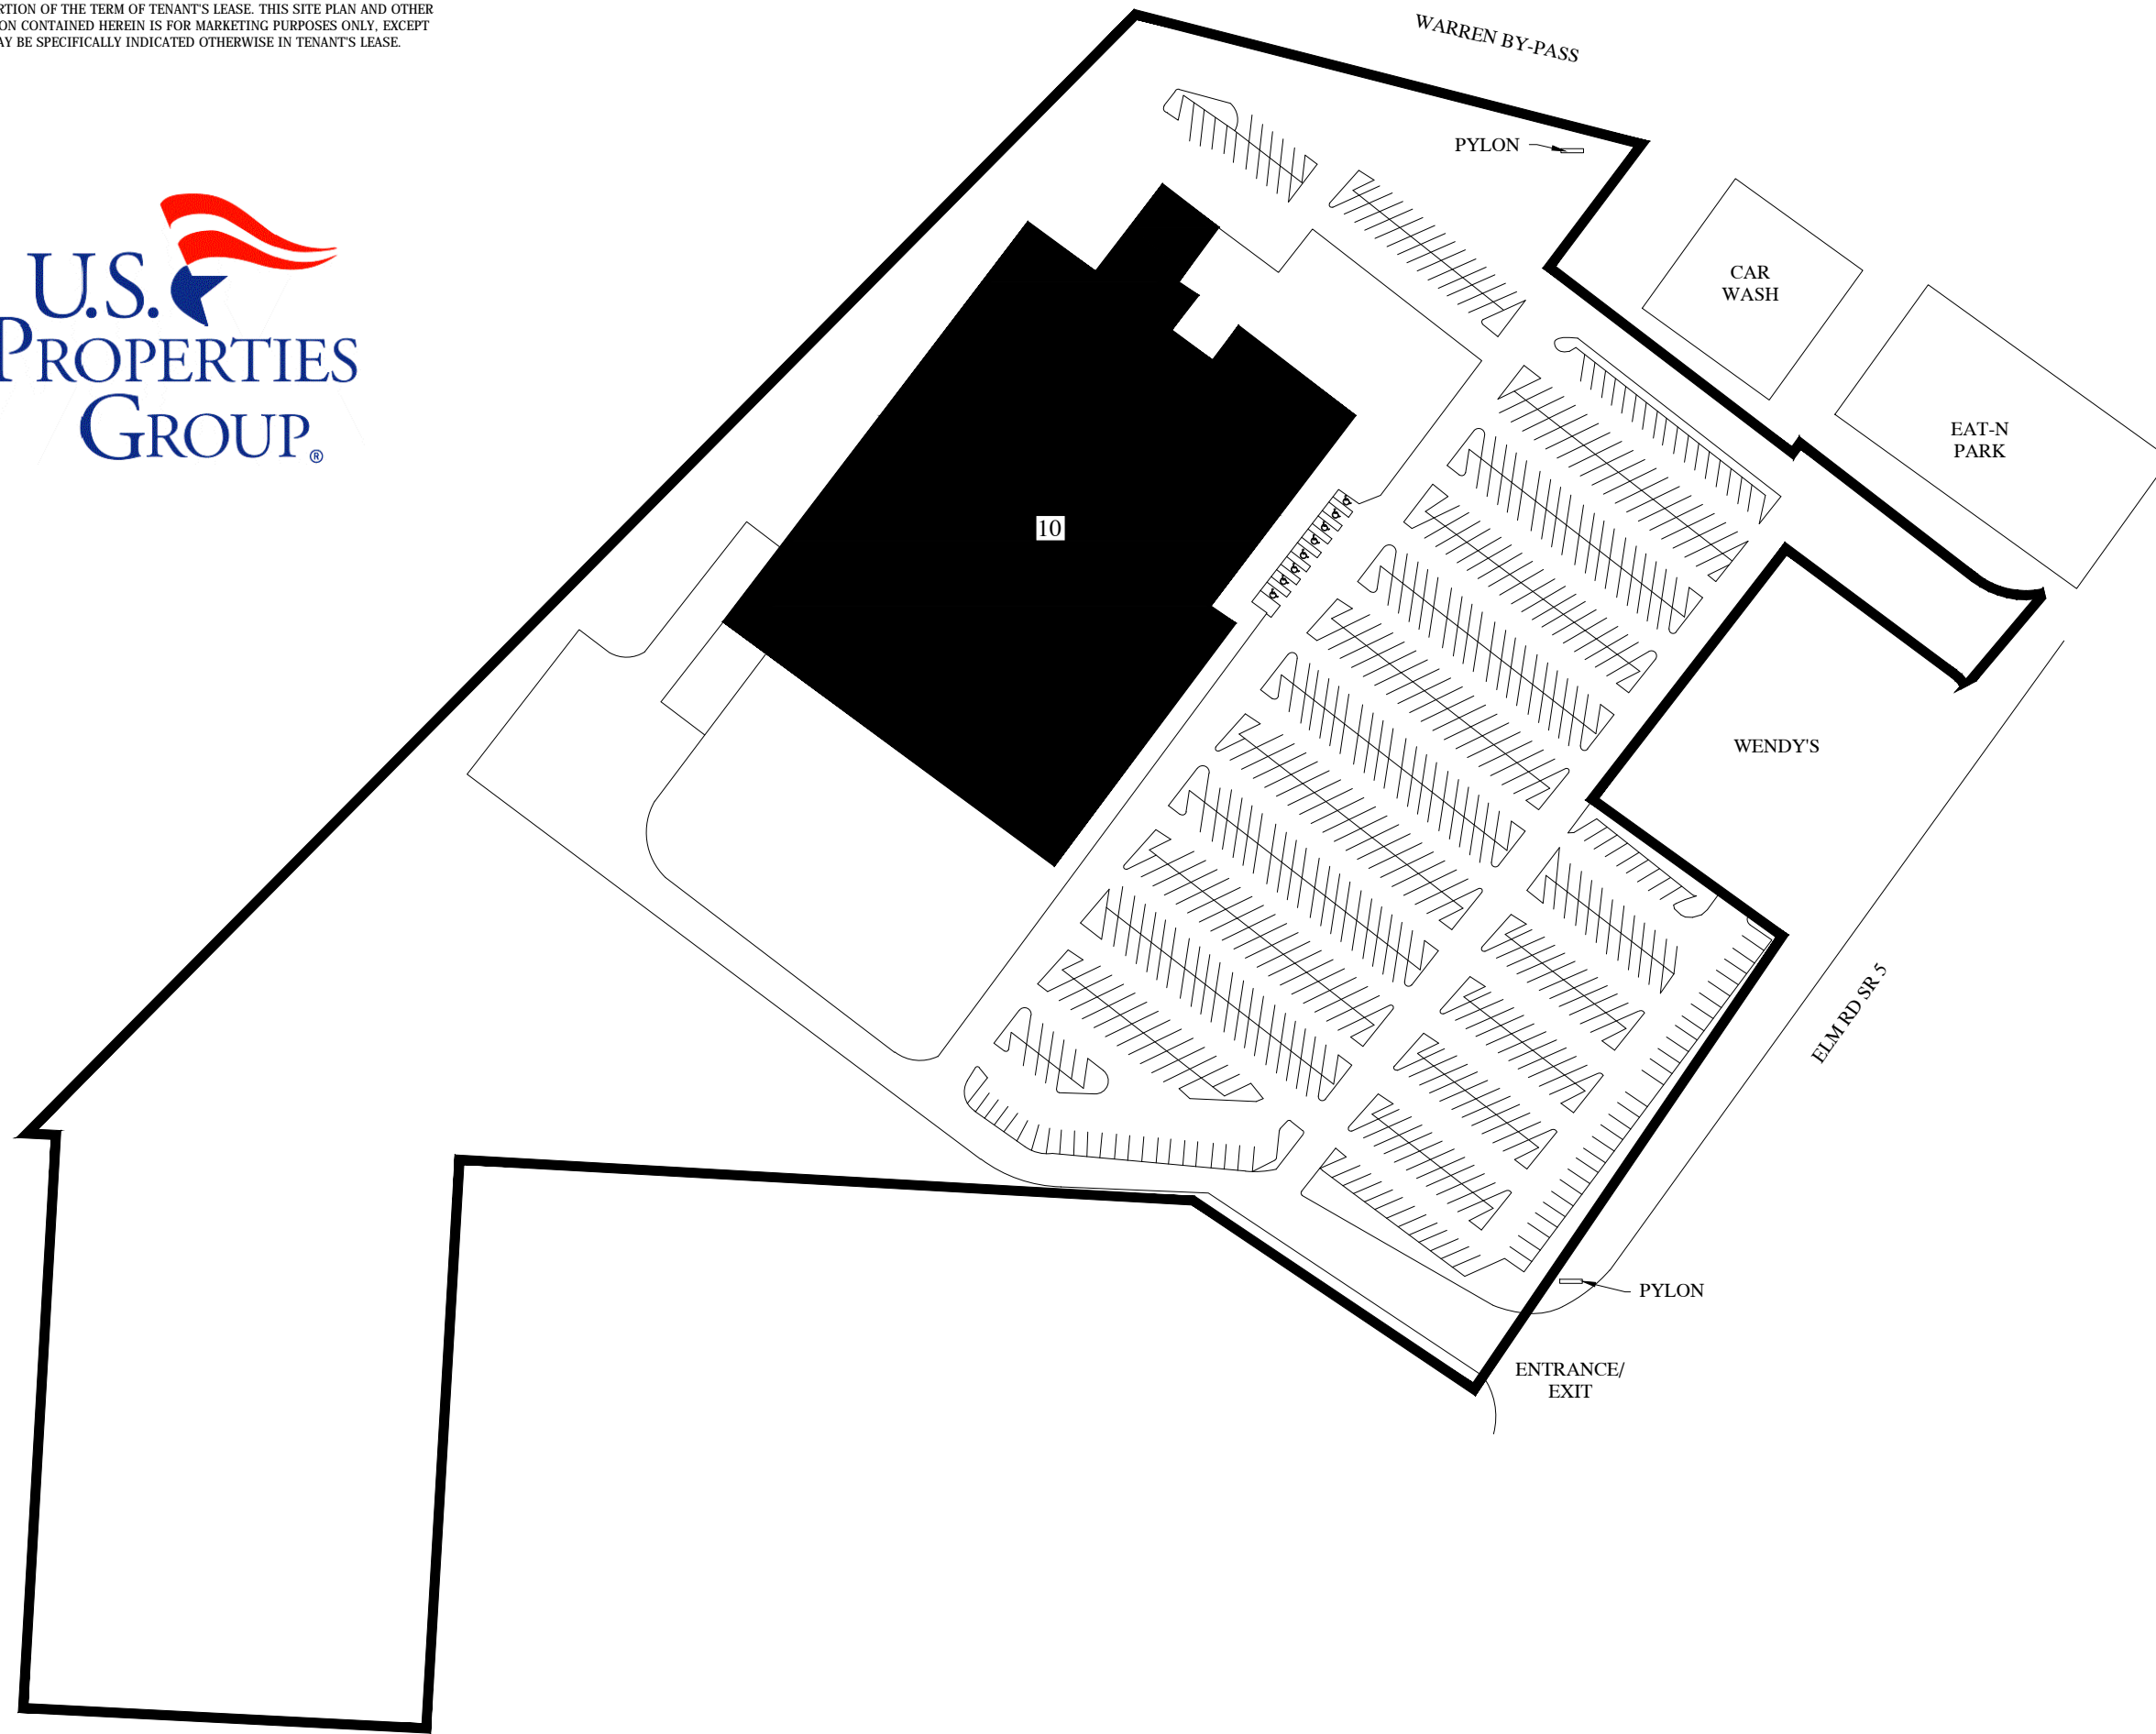 RTION OF THE TERM OF TENANT'S LEASE. THIS SITE PLAN AND OTHER
ON CONTAINED HEREIN IS FOR MARKETING PURPOSES ONLY, EXCEPT
AY BE SPECIFICALLY INDICATED OTHERWISE IN TENANT'S LEASE.
WARREN BY-PASS
PYLON
U.S.
PROPERTIES
GROUP®
CAR
WASH
EAT-N
PARK
10
WENDY'S
ELM RD SR 5
PYLON
ENTRANCE/
EXIT